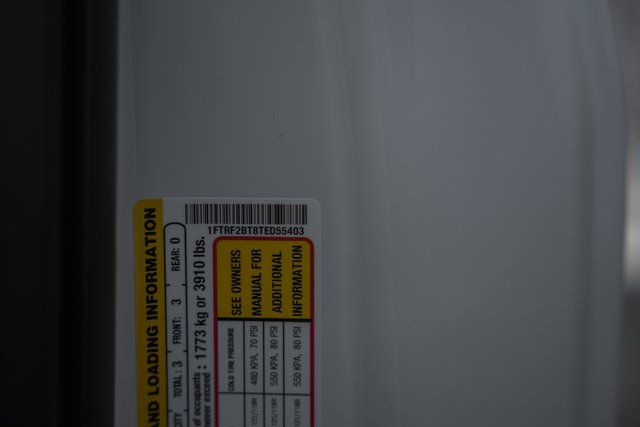 1FTRF2BT8TED55403
AND LOADING INFORMATION
TOTAL: 3 FRONT: 3 REAR: 0
of occupants
never exceed : 1773 kg or 3910 lbs.
SEE OWNERS
MANUAL FOR
ADDITIONAL
INFORMATION
COLD TIRE PRESSURE
480 KPA, 70 PSI
550 KPA, 80 PSI
550 KPA, 80 PSI